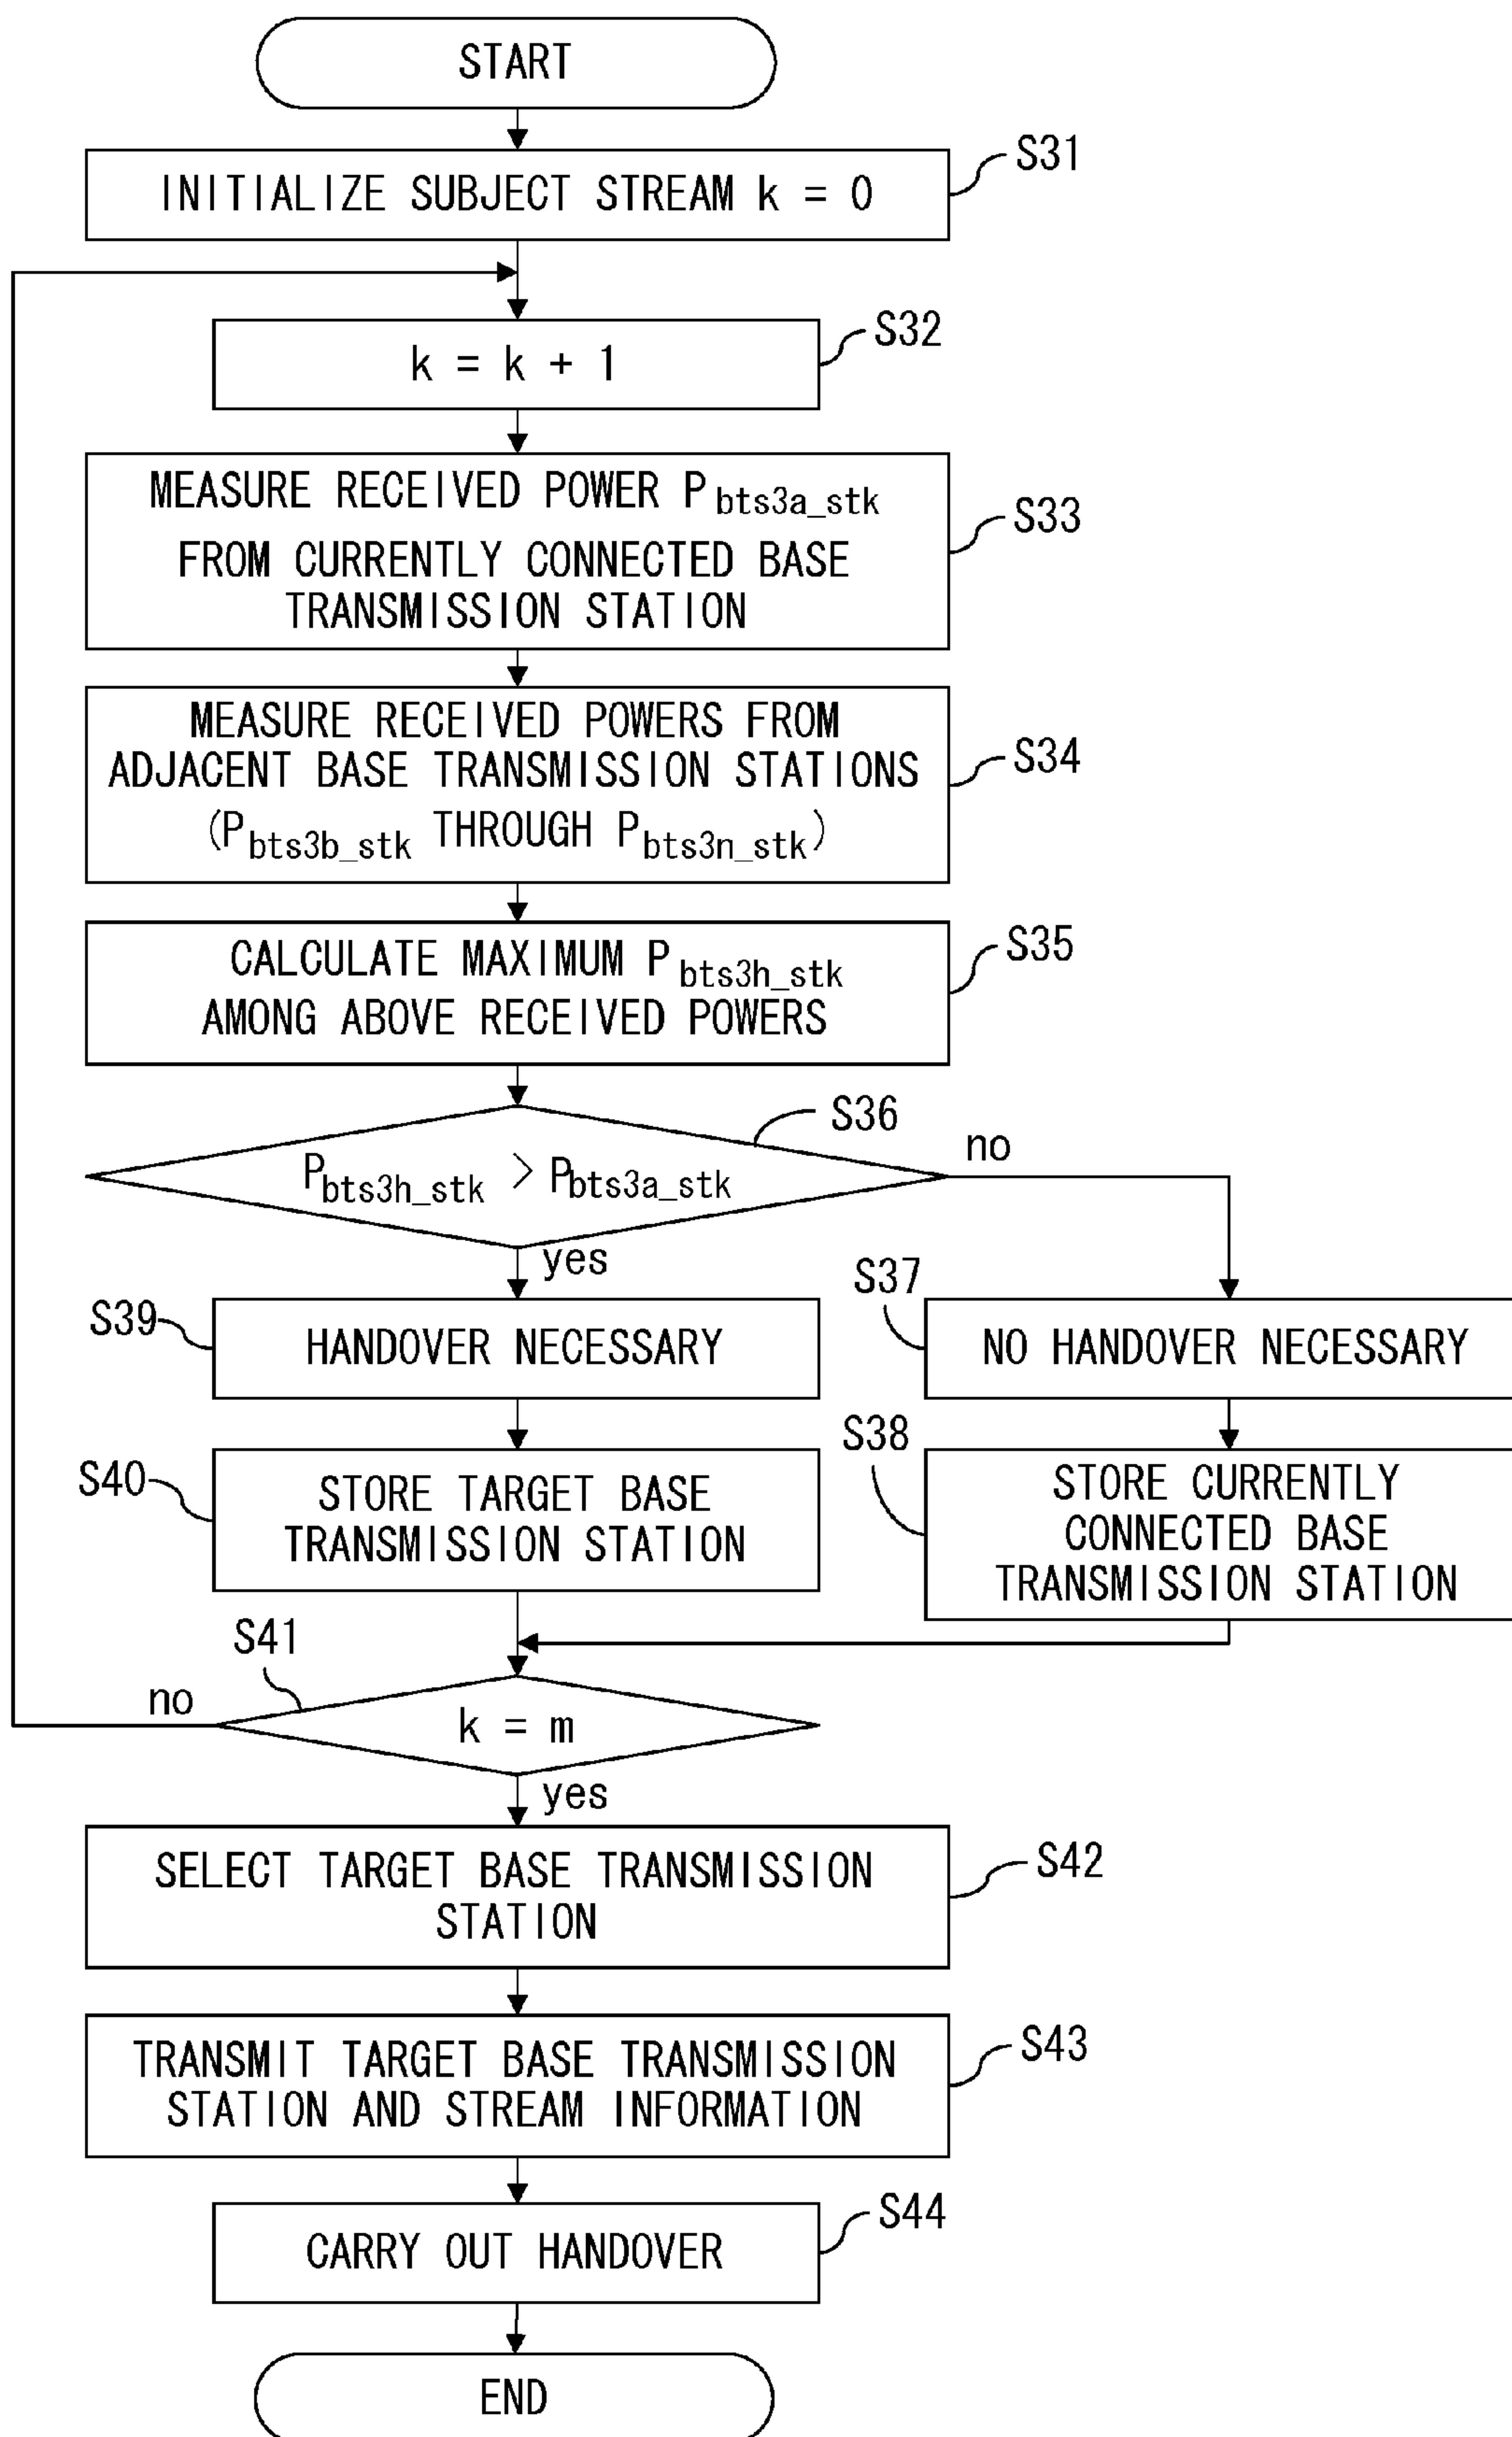 START
INITIALIZE SUBJECT STREAM k = 0
S31
k = k + 1
S32
MEASURE RECEIVED POWER Pbts3a_stk
FROM CURRENTLY CONNECTED BASE
TRANSMISSION STATION
S33
MEASURE RECEIVED POWERS FROM
ADJACENT BASE TRANSMISSION STATIONS
(Pbts3b_stk THROUGH Pbts3n_stk)
S34
CALCULATE MAXIMUM Pbts3h_stk
AMONG ABOVE RECEIVED POWERS
S35
S36
Pbts3h_stk > Pbts3a_stk
no
yes
S39
HANDOVER NECESSARY
S37
NO HANDOVER NECESSARY
S40
STORE TARGET BASE
TRANSMISSION STATION
S38
STORE CURRENTLY
CONNECTED BASE
TRANSMISSION STATION
S41
no
k = m
yes
SELECT TARGET BASE TRANSMISSION
STATION
S42
TRANSMIT TARGET BASE TRANSMISSION
STATION AND STREAM INFORMATION
S43
CARRY OUT HANDOVER
S44
END